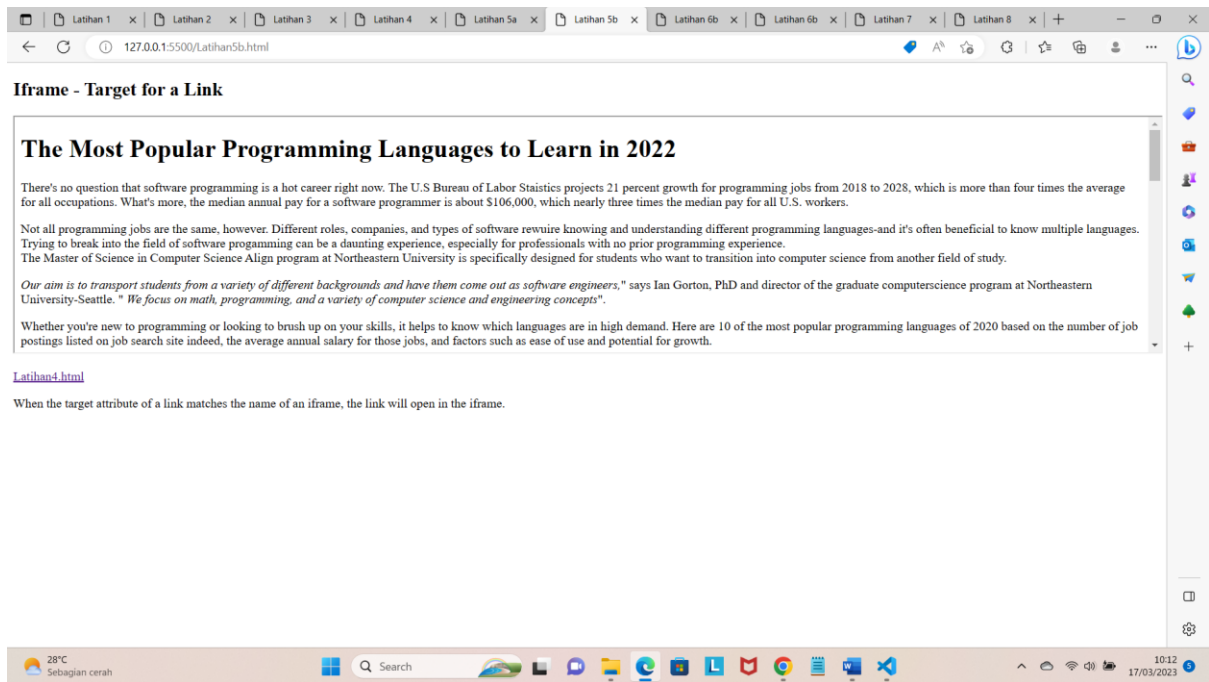 Latihan 1
Latihan 2
Latihan 3
Latihan 4
Latihan 5a
Latihan 5b
Latihan 6b
Latihan 6b
Latihan 7
Latihan 8
127.0.0.1:5500/Latihan5b.html
Iframe - Target for a Link
The Most Popular Programming Languages to Learn in 2022
There's no question that software programming is a hot career right now. The U.S Bureau of Labor Staistics projects 21 percent growth for programming jobs from 2018 to 2028, which is more than four times the average
for all occupations. What's more, the median annual pay for a software programmer is about $106,000, which nearly three times the median pay for all U.S. workers.
Not all programming jobs are the same, however. Different roles, companies, and types of software rewuire knowing and understanding different programming languages-and it's often beneficial to know multiple languages.
Trying to break into the field of software progamming can be a daunting experience, especially for professionals with no prior programming experience.
The Master of Science in Computer Science Align program at Northeastern University is specifically designed for students who want to transition into computer science from another field of study.
Our aim is to transport students from a variety of different backgrounds and have them come out as software engineers," says Ian Gorton, PhD and director of the graduate computerscience program at Northeastern
University-Seattle. " We focus on math, programming, and a variety of computer science and engineering concepts".
Whether you're new to programming or looking to brush up on your skills, it helps to know which languages are in high demand. Here are 10 of the most popular programming languages of 2020 based on the number of job
postings listed on job search site indeed, the average annual salary for those jobs, and factors such as ease of use and potential for growth.
Latihan4.html
When the target attribute of a link matches the name of an iframe, the link will open in the iframe.
28°C
Sebagian cerah
Search
10:12
17/03/2023
5